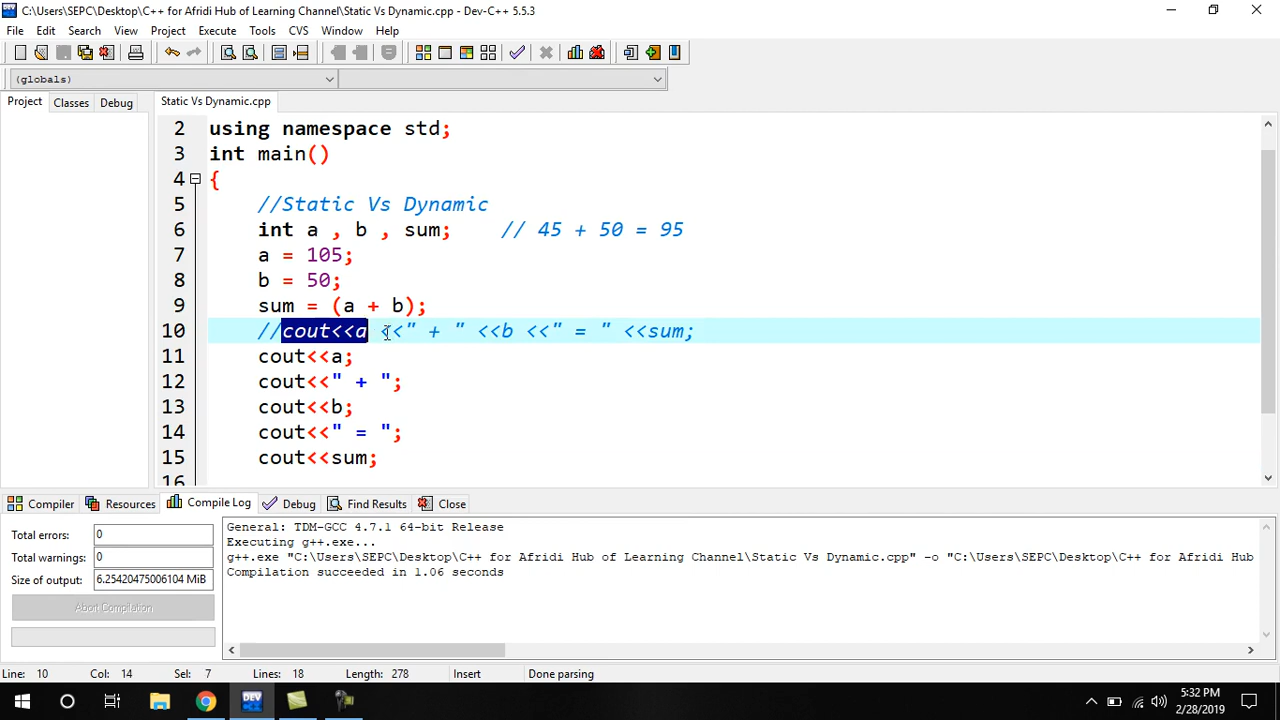 C:\Users\SEPC\Desktop\C++ for Afridi Hub of Learning Channel\Static Vs Dynamic.cpp - Dev-C++ 5.5.3
File Edit Search View Project Execute Tools CVS Window Help
(globals)
Project Classes Debug Static Vs Dynamic.cpp
2 using namespace std;
3 int main()
4 {
5 //Static Vs Dynamic
6 int a , b , sum; // 45 + 50 = 95
7 a = 105;
8 b = 50;
9 sum = (a + b);
10 //cout<<a <<" + " <<b <<" = " <<sum;
11 cout<<a;
12 cout<<" + ";
13 cout<<b;
14 cout<<" = ";
15 cout<<sum;
16
Compiler Resources Compile Log Debug Find Results Close
Total errors: 0
Total warnings: 0
Size of output: 6.25420475006104 MiB
Abort Compilation
General: TDM-GCC 4.7.1 64-bit Release
Executing g++.exe...
g++.exe "C:\Users\SEPC\Desktop\C++ for Afridi Hub of Learning Channel\Static Vs Dynamic.cpp" -o "C:\Users\SEPC\Desktop\C++ for Afridi Hub
Compilation succeeded in 1.06 seconds
Line: 10 Col: 14 Sel: 7 Lines: 18 Length: 278 Insert Done parsing
DEV
5:32 PM
2/28/2019